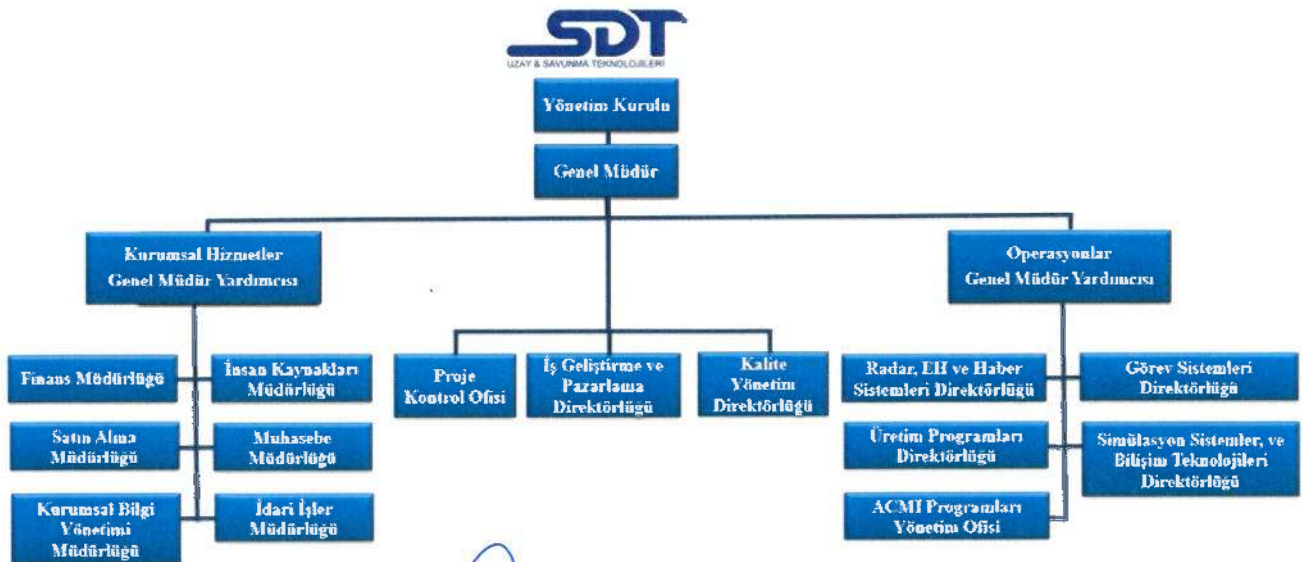 SDT
UZAY & SAVUNMA TEKNOLOJİLERİ
Yönetim Kurulu
Genel Müdür
Kurumsal Hizmetler
Genel Müdür Yardımcısı
Operasyonlar
Genel Müdür Yardımcısı
Finans Müdürlüğü
İnsan Kaynakları
Müdürlüğü
Satın Alma
Müdürlüğü
Muhasebe
Müdürlüğü
Kurumsal Bilgi
Yönetimi
Müdürlüğü
İdari İşler
Müdürlüğü
Proje
Kontrol Ofisi
İş Geliştirme ve
Pazarlama
Direktörlüğü
Kalite
Yönetim
Direktörlüğü
Radar, EH ve Haber
Sistemleri Direktörlüğü
Görev Sistemleri
Direktörlüğü
Üretim Programları
Direktörlüğü
Simülasyon Sistemler, ve
Bilişim Teknolojileri
Direktörlüğü
ACMI Programları
Yönetim Ofisi